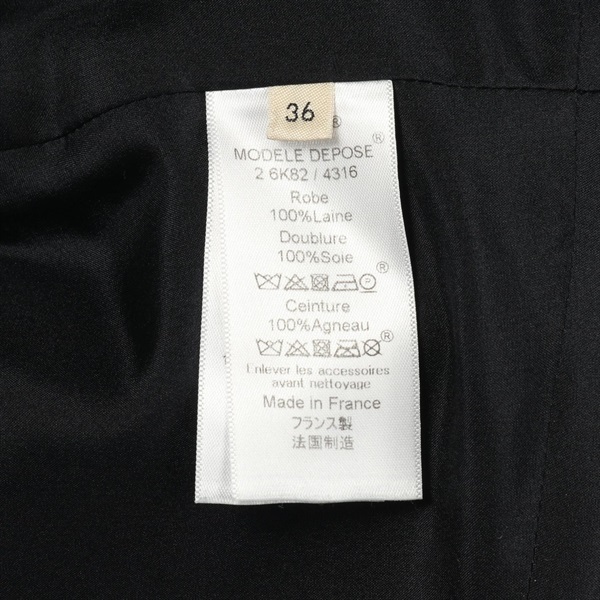 36
®
MODELE DEPOSE®
2 6K82 / 4316
Robe
100%Laine
Doublure
100%Soie
®
Ceinture
100%Agneau
®
Enlever les accessoires
avant nettoyage
Made in France
フランス製
法国制造